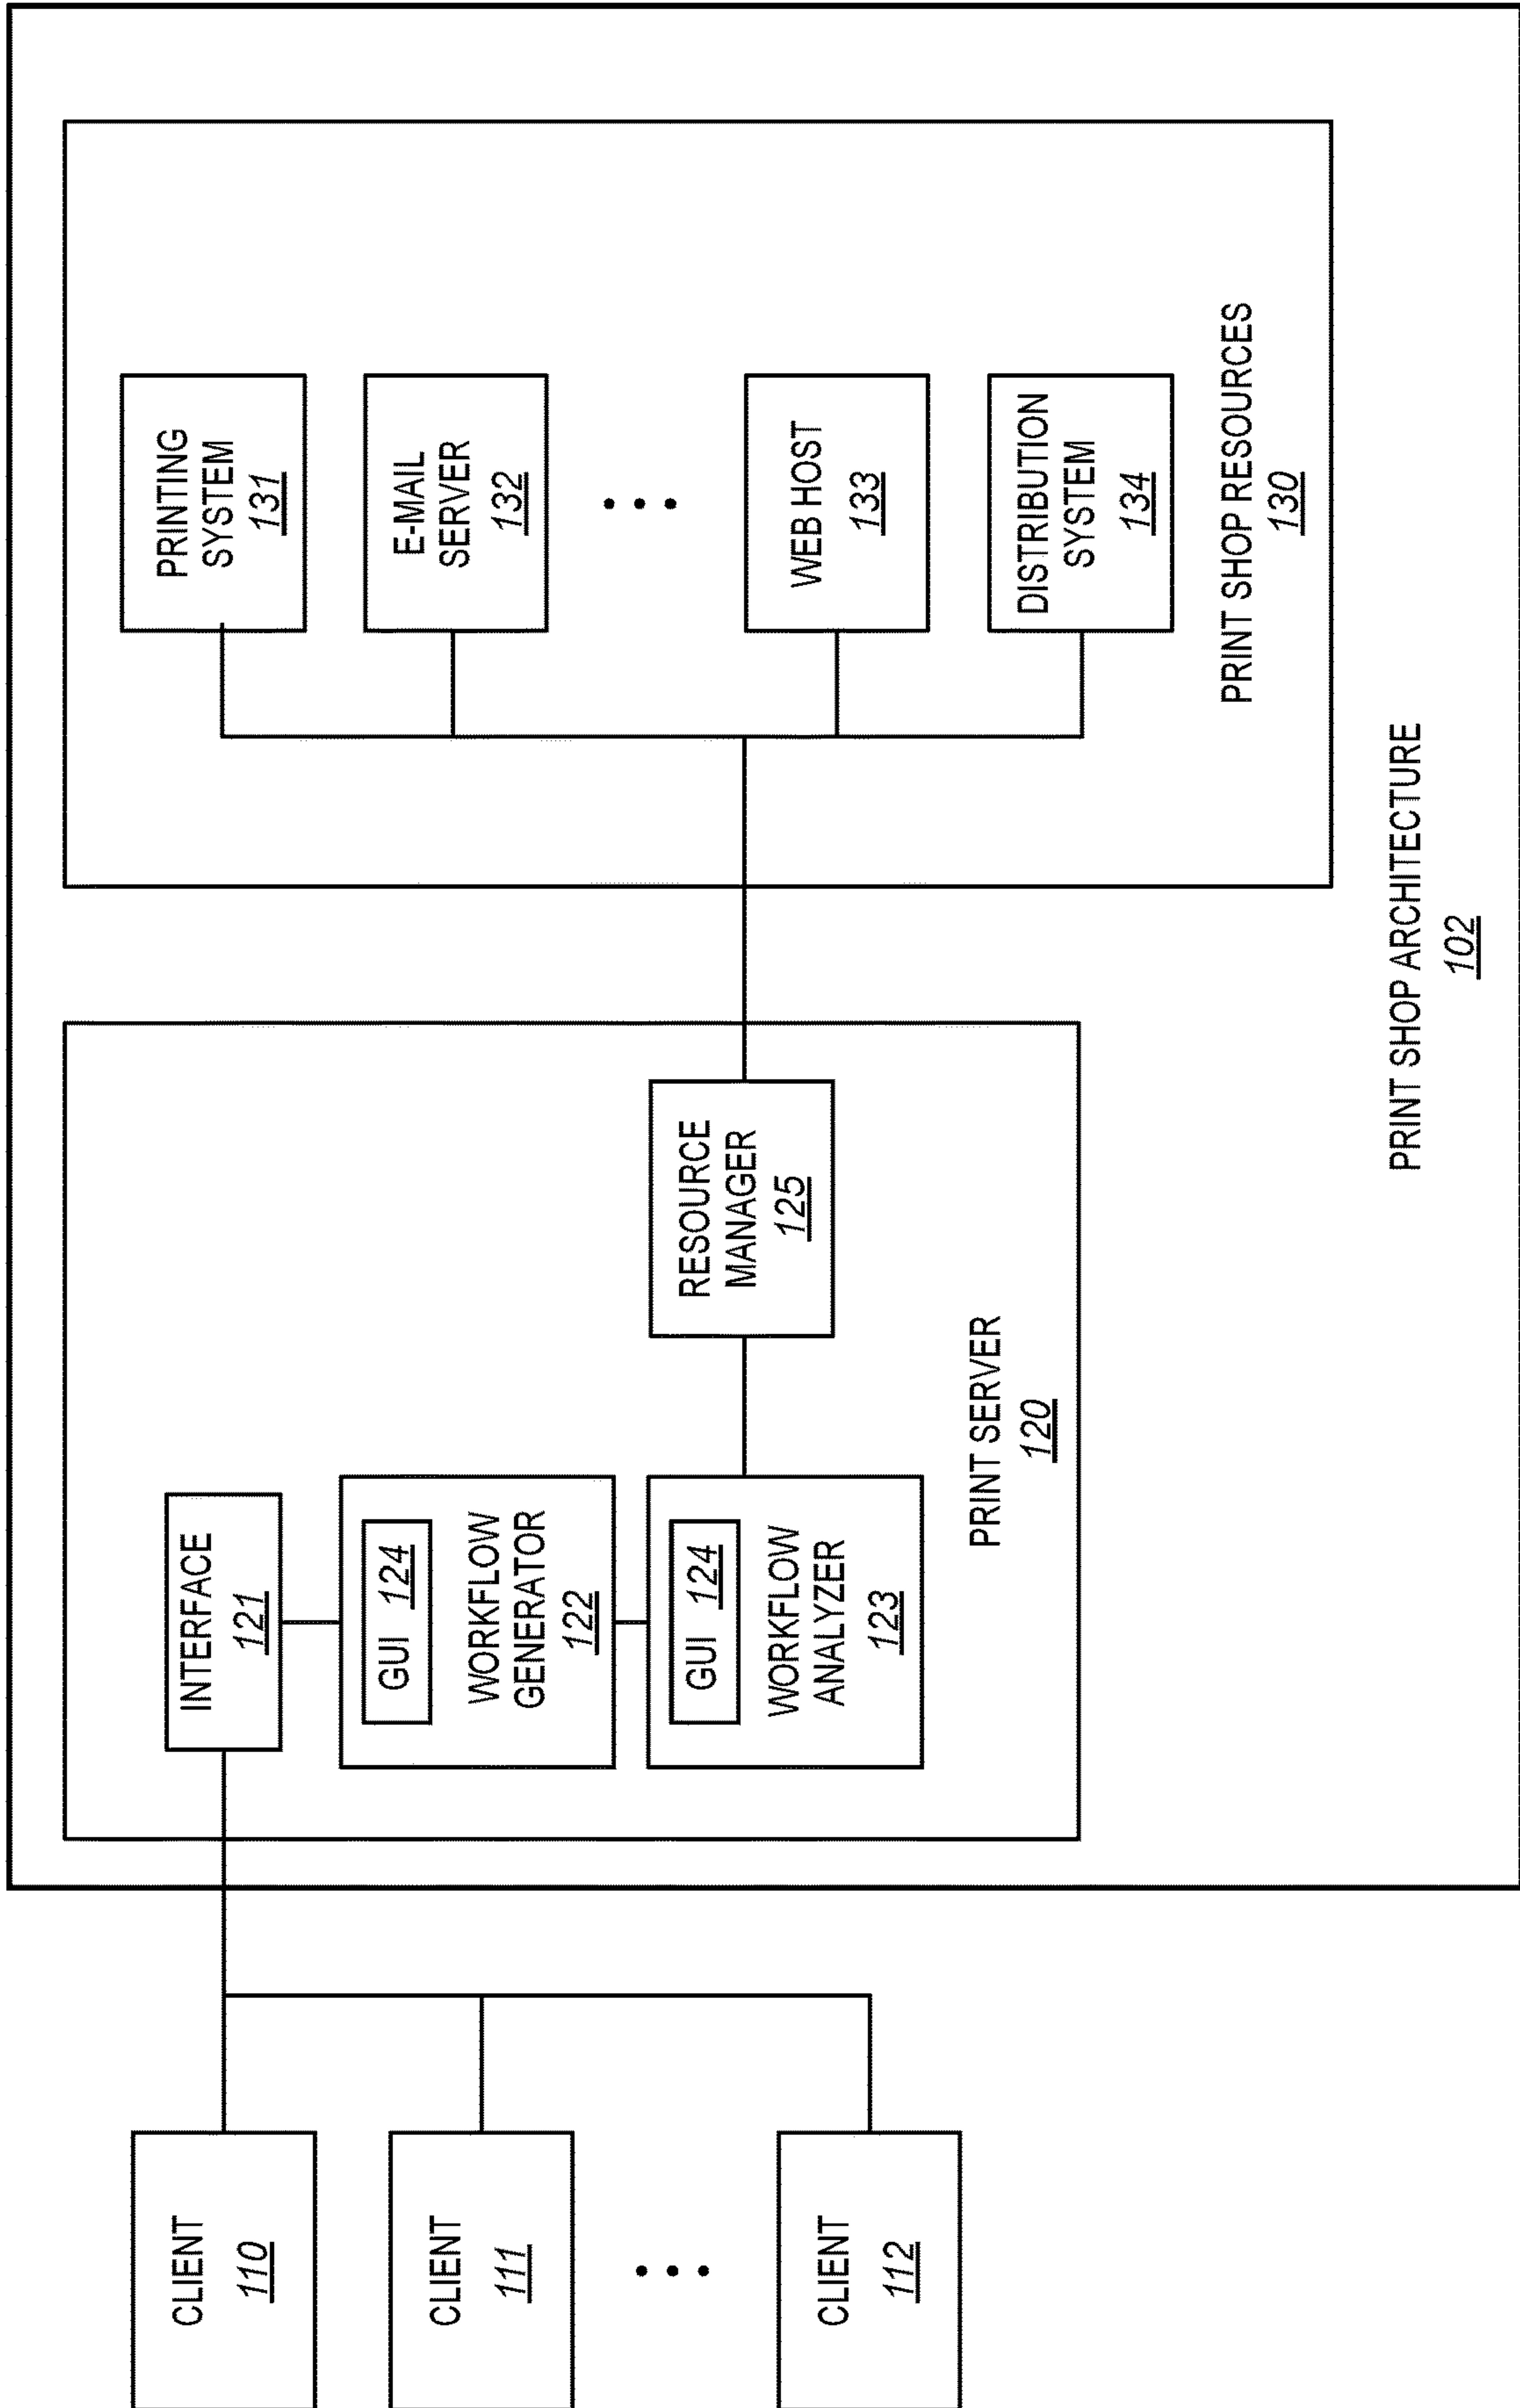 CLIENT
110
CLIENT
111
CLIENT
112
INTERFACE
121
GUI 124
WORKFLOW
GENERATOR
122
GUI 124
WORKFLOW
ANALYZER
123
RESOURCE
MANAGER
125
PRINT SERVER
120
PRINTING
SYSTEM
131
E-MAIL
SERVER
132
WEB HOST
133
DISTRIBUTION
SYSTEM
134
PRINT SHOP RESOURCES
130
PRINT SHOP ARCHITECTURE
102